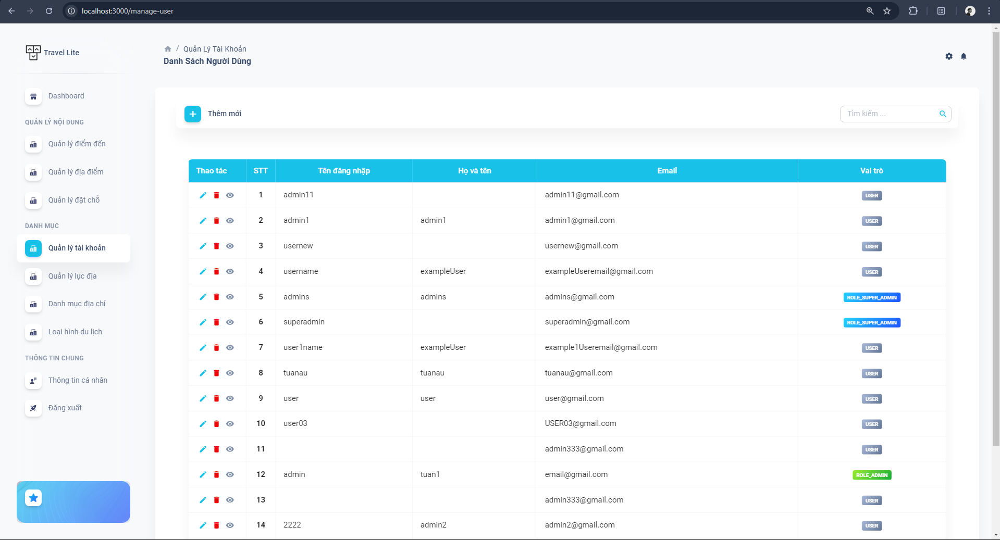 localhost:3000/manage-user
Travel Lite
/ Quản Lý Tài Khoản
Danh Sách Người Dùng
Dashboard
QUẢN LÝ NỘI DUNG
Quản lý điểm đến
Quản lý địa điểm
Quản lý đặt chỗ
DANH MỤC
Quản lý tài khoản
Quản lý lục địa
Danh mục địa chỉ
Loại hình du lịch
THÔNG TIN CHUNG
Thông tin cá nhân
Đăng xuất
Thêm mới
Tìm kiếm ...
Thao tác STT Tên đăng nhập Họ và tên Email Vai trò
1 admin11 admin11@gmail.com USER
2 admin1 admin1 admin1@gmail.com USER
3 usernew usernew@gmail.com USER
4 username exampleUser exampleUseremail@gmail.com USER
5 admins admins admins@gmail.com ROLE_SUPER_ADMIN
6 superadmin superadmin@gmail.com ROLE_SUPER_ADMIN
7 user1name exampleUser example1Useremail@gmail.com USER
8 tuanau tuanau tuanau@gmail.com USER
9 user user user@gmail.com USER
10 user03 USER03@gmail.com USER
11 admin333@gmail.com USER
12 admin tuan1 email@gmail.com ROLE_ADMIN
13 admin333@gmail.com USER
14 2222 admin2 admin2@gmail.com USER